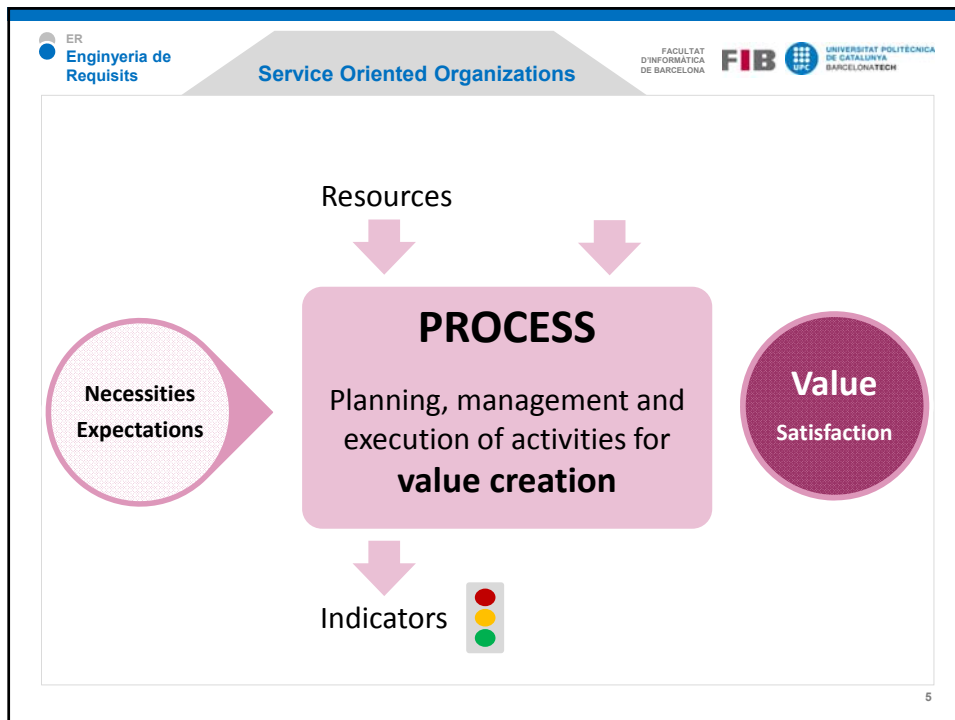 ER
Enginyeria de
Requisits
Service Oriented Organizations
FACULTAT
D'INFORMÀTICA
DE BARCELONA
FIB
UPC
UNIVERSITAT POLITÈCNICA
DE CATALUNYA
BARCELONATECH
Resources
PROCESS
Planning, management and
execution of activities for
value creation
Necessities
Expectations
Value
Satisfaction
Indicators
5